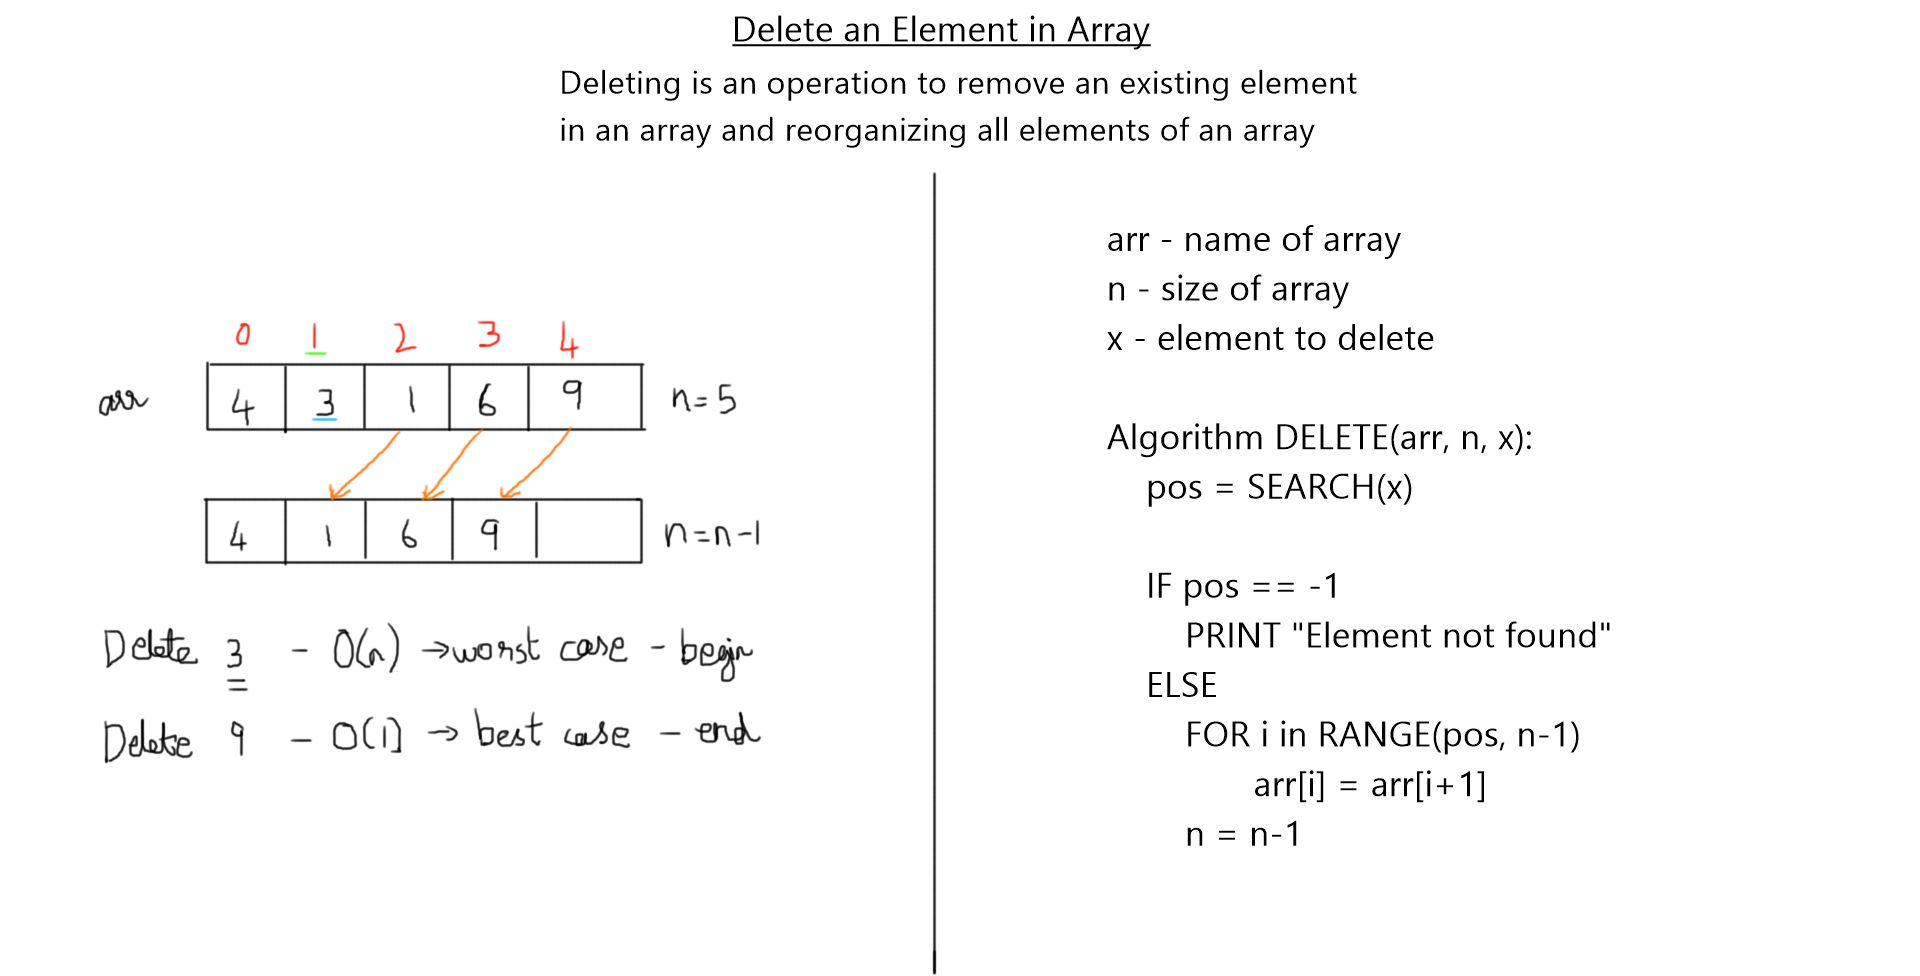 Delete an Element in Array
Deleting is an operation to remove an existing element
in an array and reorganizing all elements of an array
0 1 2 3 4
arr 4 3 1 6 9 n=5
4 1 6 9 n=n-1
Delete 3 - O(n) → worst case - begin
Delete 9 - O(1) → best case - end
arr - name of array
n - size of array
x - element to delete
Algorithm DELETE(arr, n, x):
pos = SEARCH(x)
IF pos == -1
PRINT "Element not found"
ELSE
FOR i in RANGE(pos, n-1)
arr[i] = arr[i+1]
n = n-1